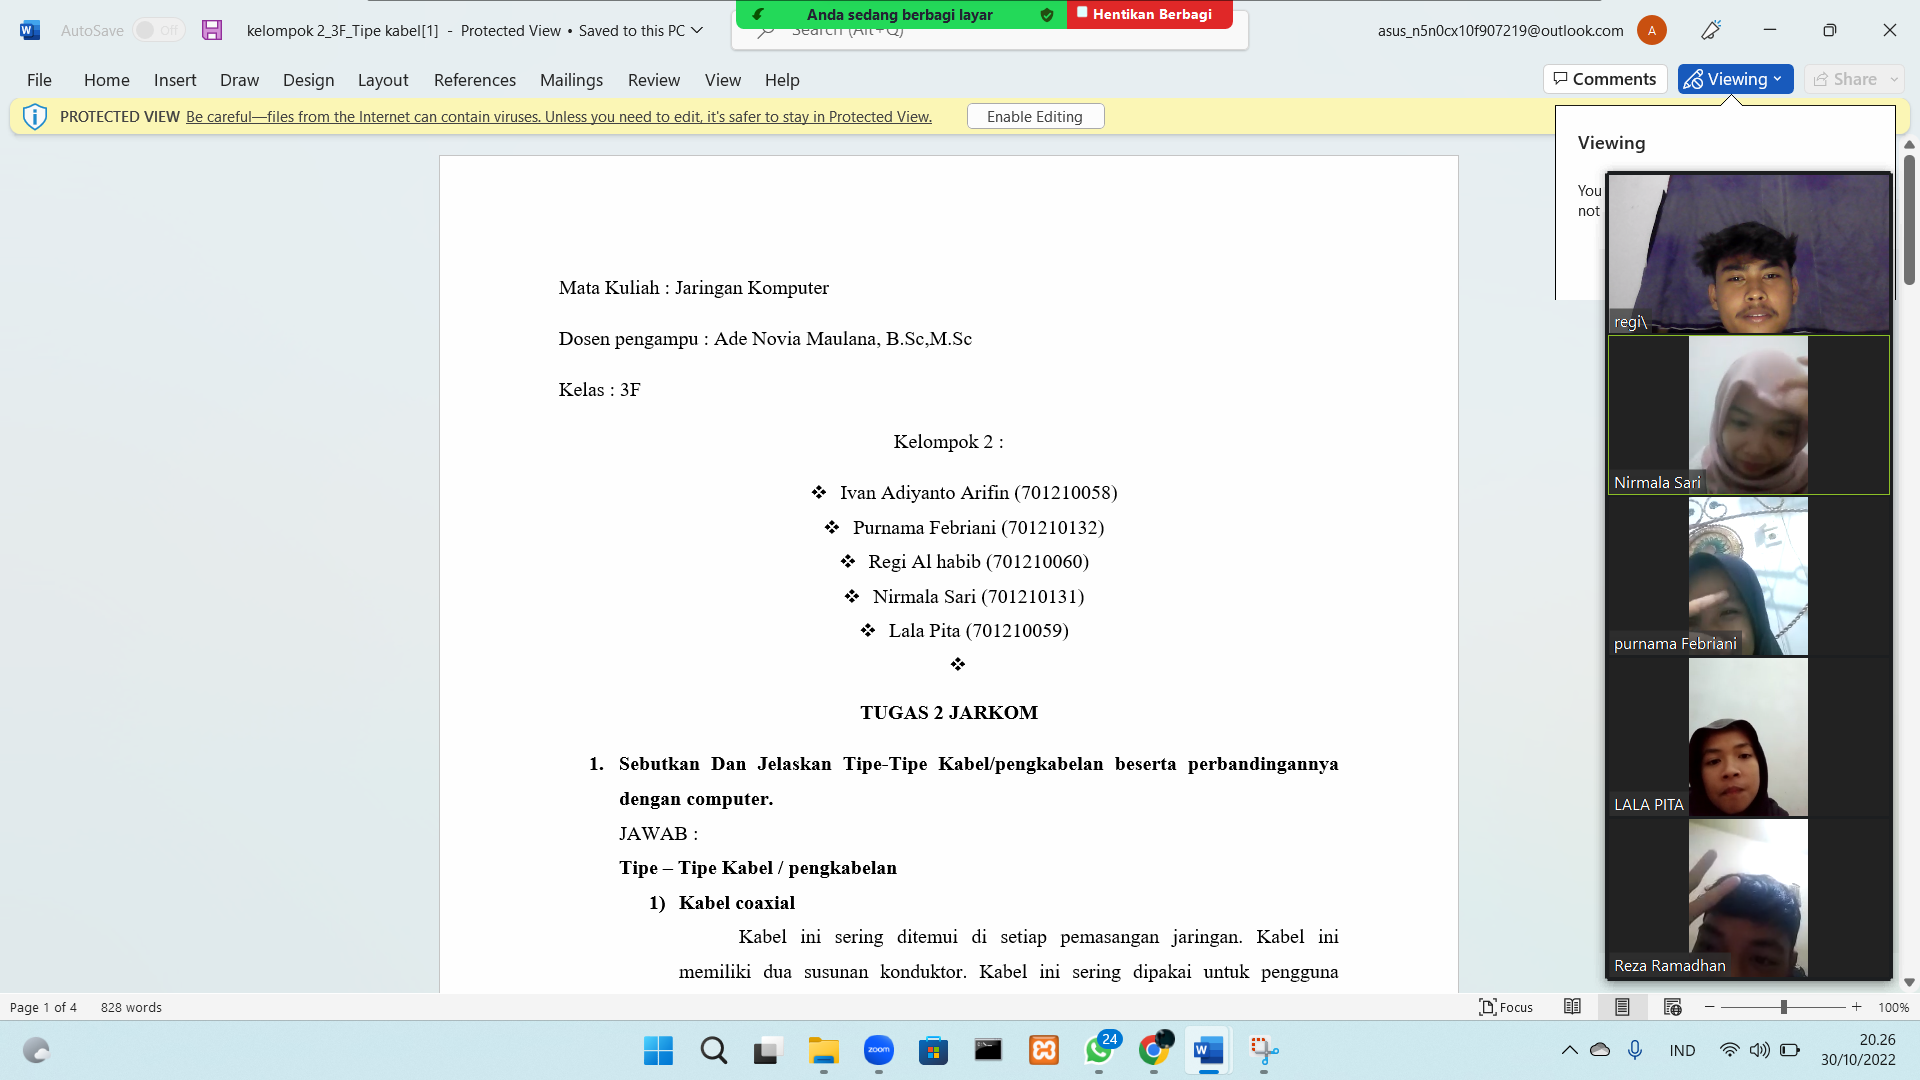 Anda sedang berbagi layar
Hentikan Berbagi
AutoSave
Off
kelompok 2_3F_Tipe kabel[1] - Protected View • Saved to this PC
Search (Alt+Q)
asus_n5n0cx10f907219@outlook.com
A
File
Home
Insert
Draw
Design
Layout
References
Mailings
Review
View
Help
Comments
Viewing
Share
PROTECTED VIEW Be careful—files from the Internet can contain viruses. Unless you need to edit, it's safer to stay in Protected View.
Enable Editing
Viewing
You
not
regi\
Nirmala Sari
purnama Febriani
LALA PITA
Reza Ramadhan
Mata Kuliah : Jaringan Komputer
Dosen pengampu : Ade Novia Maulana, B.Sc,M.Sc
Kelas : 3F
Kelompok 2 :
❖ Ivan Adiyanto Arifin (701210058)
❖ Purnama Febriani (701210132)
❖ Regi Al habib (701210060)
❖ Nirmala Sari (701210131)
❖ Lala Pita (701210059)
❖
TUGAS 2 JARKOM
1. Sebutkan Dan Jelaskan Tipe-Tipe Kabel/pengkabelan beserta perbandingannya
dengan computer.
JAWAB :
Tipe – Tipe Kabel / pengkabelan
1) Kabel coaxial
Kabel ini sering ditemui di setiap pemasangan jaringan. Kabel ini
memiliki dua susunan konduktor. Kabel ini sering dipakai untuk pengguna
Page 1 of 4
828 words
Focus
100%
zoom
24
W
IND
20.26
30/10/2022